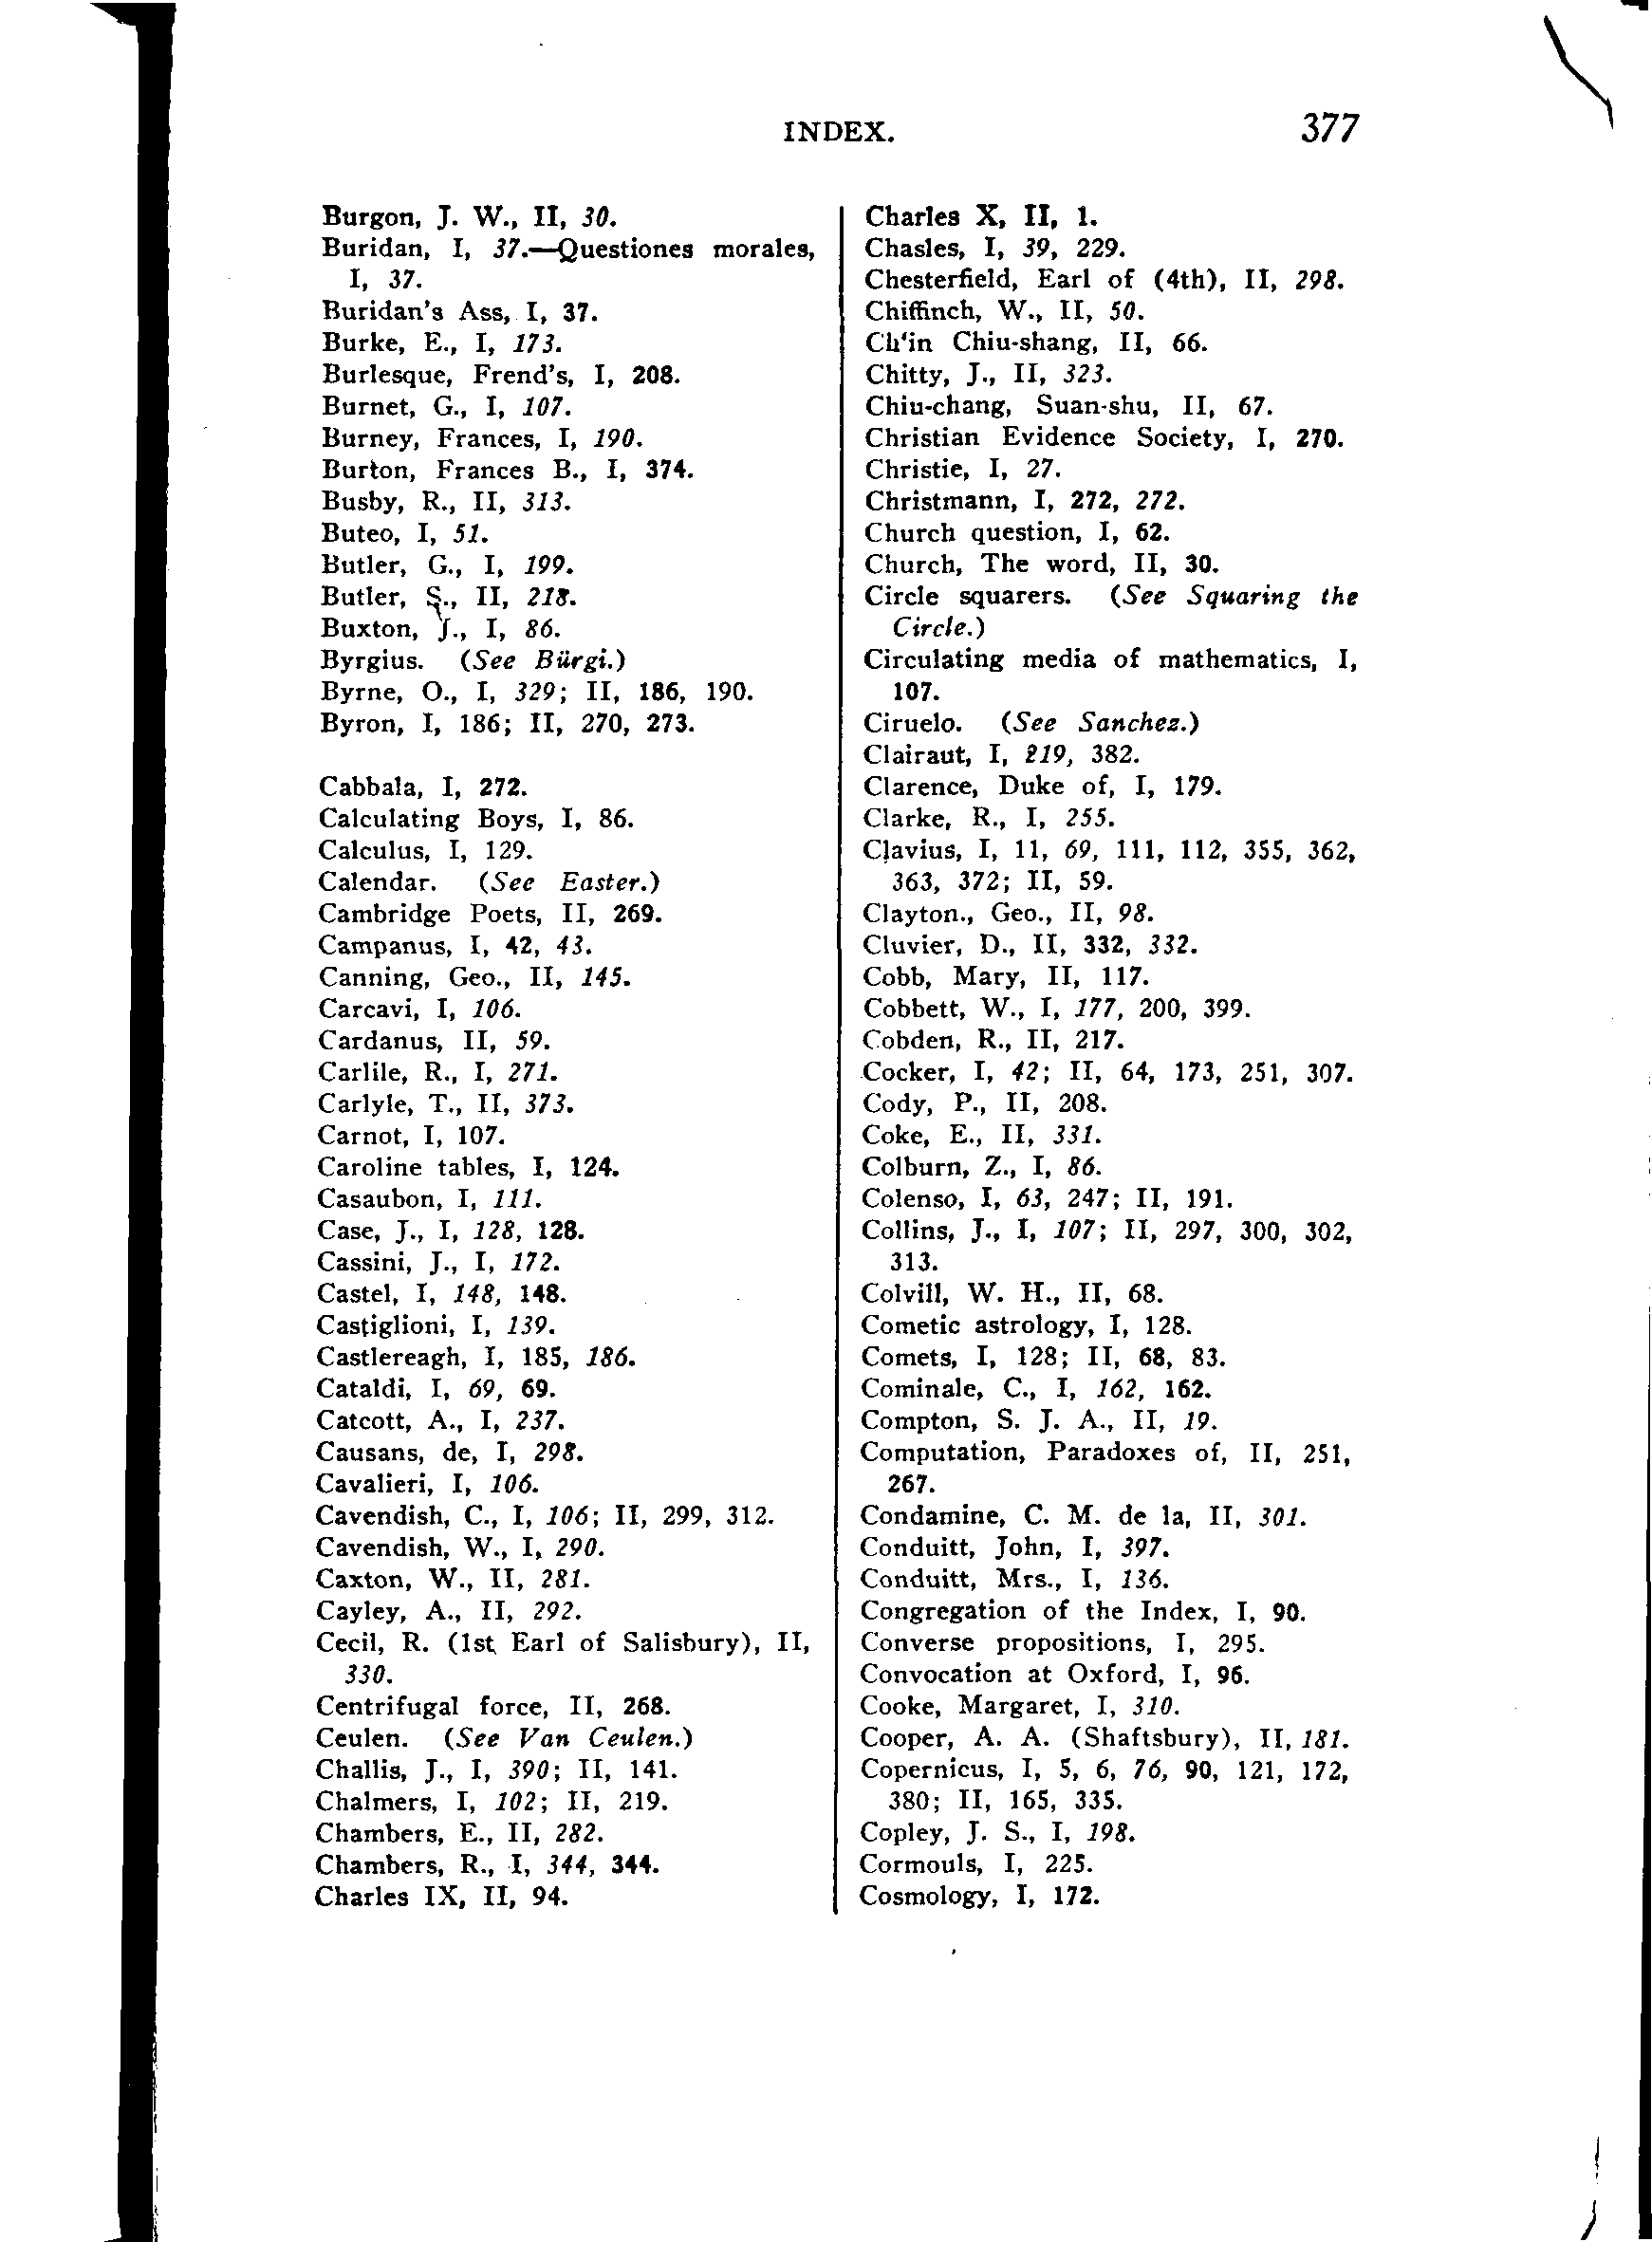 INDEX. 377
Burgon, J. W., II, 30.
Buridan, I, 37.—Questiones morales,
I, 37.
Buridan's Ass, I, 37.
Burke, E., I, 173.
Burlesque, Frend's, I, 208.
Burnet, G., I, 107.
Burney, Frances, I, 190.
Burton, Frances B., I, 374.
Busby, R., II, 313.
Buteo, I, 51.
Butler, G., I, 199.
Butler, S., II, 218.
Buxton, J., I, 86.
Byrgius. (See Bürgi.)
Byrne, O., I, 329; II, 186, 190.
Byron, I, 186; II, 270, 273.
Cabbala, I, 272.
Calculating Boys, I, 86.
Calculus, I, 129.
Calendar. (See Easter.)
Cambridge Poets, II, 269.
Campanus, I, 42, 43.
Canning, Geo., II, 145.
Carcavi, I, 106.
Cardanus, II, 59.
Carlile, R., I, 271.
Carlyle, T., II, 373.
Carnot, I, 107.
Caroline tables, I, 124.
Casaubon, I, 111.
Case, J., I, 128, 128.
Cassini, J., I, 172.
Castel, I, 148, 148.
Castiglioni, I, 139.
Castlereagh, I, 185, 186.
Cataldi, I, 69, 69.
Catcott, A., I, 237.
Causans, de, I, 298.
Cavalieri, I, 106.
Cavendish, C., I, 106; II, 299, 312.
Cavendish, W., I, 290.
Caxton, W., II, 281.
Cayley, A., II, 292.
Cecil, R. (1st Earl of Salisbury), II,
330.
Centrifugal force, II, 268.
Ceulen. (See Van Ceulen.)
Challis, J., I, 390; II, 141.
Chalmers, I, 102; II, 219.
Chambers, E., II, 282.
Chambers, R., I, 344, 344.
Charles IX, II, 94.
Charles X, II, 1.
Chasles, I, 39, 229.
Chesterfield, Earl of (4th), II, 298.
Chiffinch, W., II, 50.
Ch'in Chiu-shang, II, 66.
Chitty, J., II, 323.
Chiu-chang, Suan-shu, II, 67.
Christian Evidence Society, I, 270.
Christie, I, 27.
Christmann, I, 272, 272.
Church question, I, 62.
Church, The word, II, 30.
Circle squarers. (See Squaring the
Circle.)
Circulating media of mathematics, I,
107.
Ciruelo. (See Sanchez.)
Clairaut, I, 219, 382.
Clarence, Duke of, I, 179.
Clarke, R., I, 255.
Clavius, I, 11, 69, 111, 112, 355, 362,
363, 372; II, 59.
Clayton., Geo., II, 98.
Cluvier, D., II, 332, 332.
Cobb, Mary, II, 117.
Cobbett, W., I, 177, 200, 399.
Cobden, R., II, 217.
Cocker, I, 42; II, 64, 173, 251, 307.
Cody, P., II, 208.
Coke, E., II, 331.
Colburn, Z., I, 86.
Colenso, I, 63, 247; II, 191.
Collins, J., I, 107; II, 297, 300, 302,
313.
Colvill, W. H., II, 68.
Cometic astrology, I, 128.
Comets, I, 128; II, 68, 83.
Cominale, C., I, 162, 162.
Compton, S. J. A., II, 19.
Computation, Paradoxes of, II, 251,
267.
Condamine, C. M. de la, II, 301.
Conduitt, John, I, 397.
Conduitt, Mrs., I, 136.
Congregation of the Index, I, 90.
Converse propositions, I, 295.
Convocation at Oxford, I, 96.
Cooke, Margaret, I, 310.
Cooper, A. A. (Shaftsbury), II, 181.
Copernicus, I, 5, 6, 76, 90, 121, 172,
380; II, 165, 335.
Copley, J. S., I, 198.
Cormouls, I, 225.
Cosmology, I, 172.